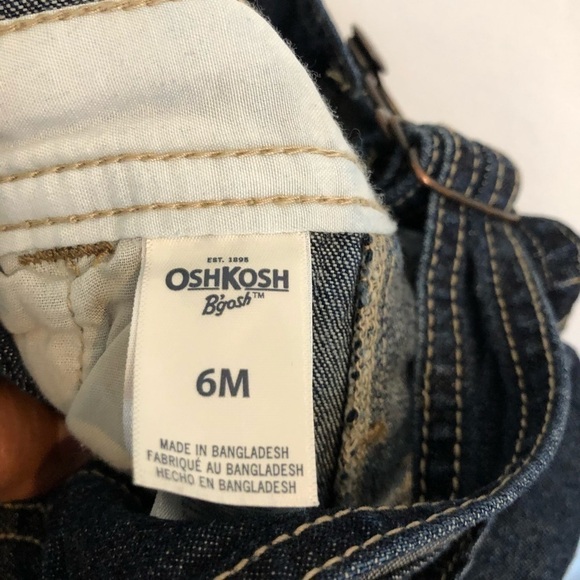 EST. 1895
OSHKOSH
B'gosh™
6M
MADE IN BANGLADESH
FABRIQUÉ AU BANGLADESH
HECHO EN BANGLADESH